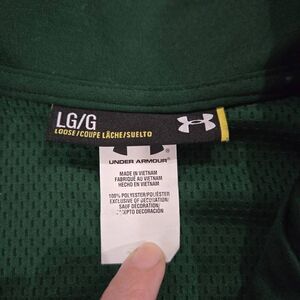 LG/G
LOOSE/COUPE LÂCHE/SUELTO
UNDER ARMOUR®
MADE IN VIETNAM
FABRIQUÉ AU VIETNAM
HECHO EN VIETNAM
100% POLYESTER/POLIÉSTER
EXCLUSIVE OF DECORATION/
SAUF DÉCORATION/
EXCEPTO DECORACIÓN